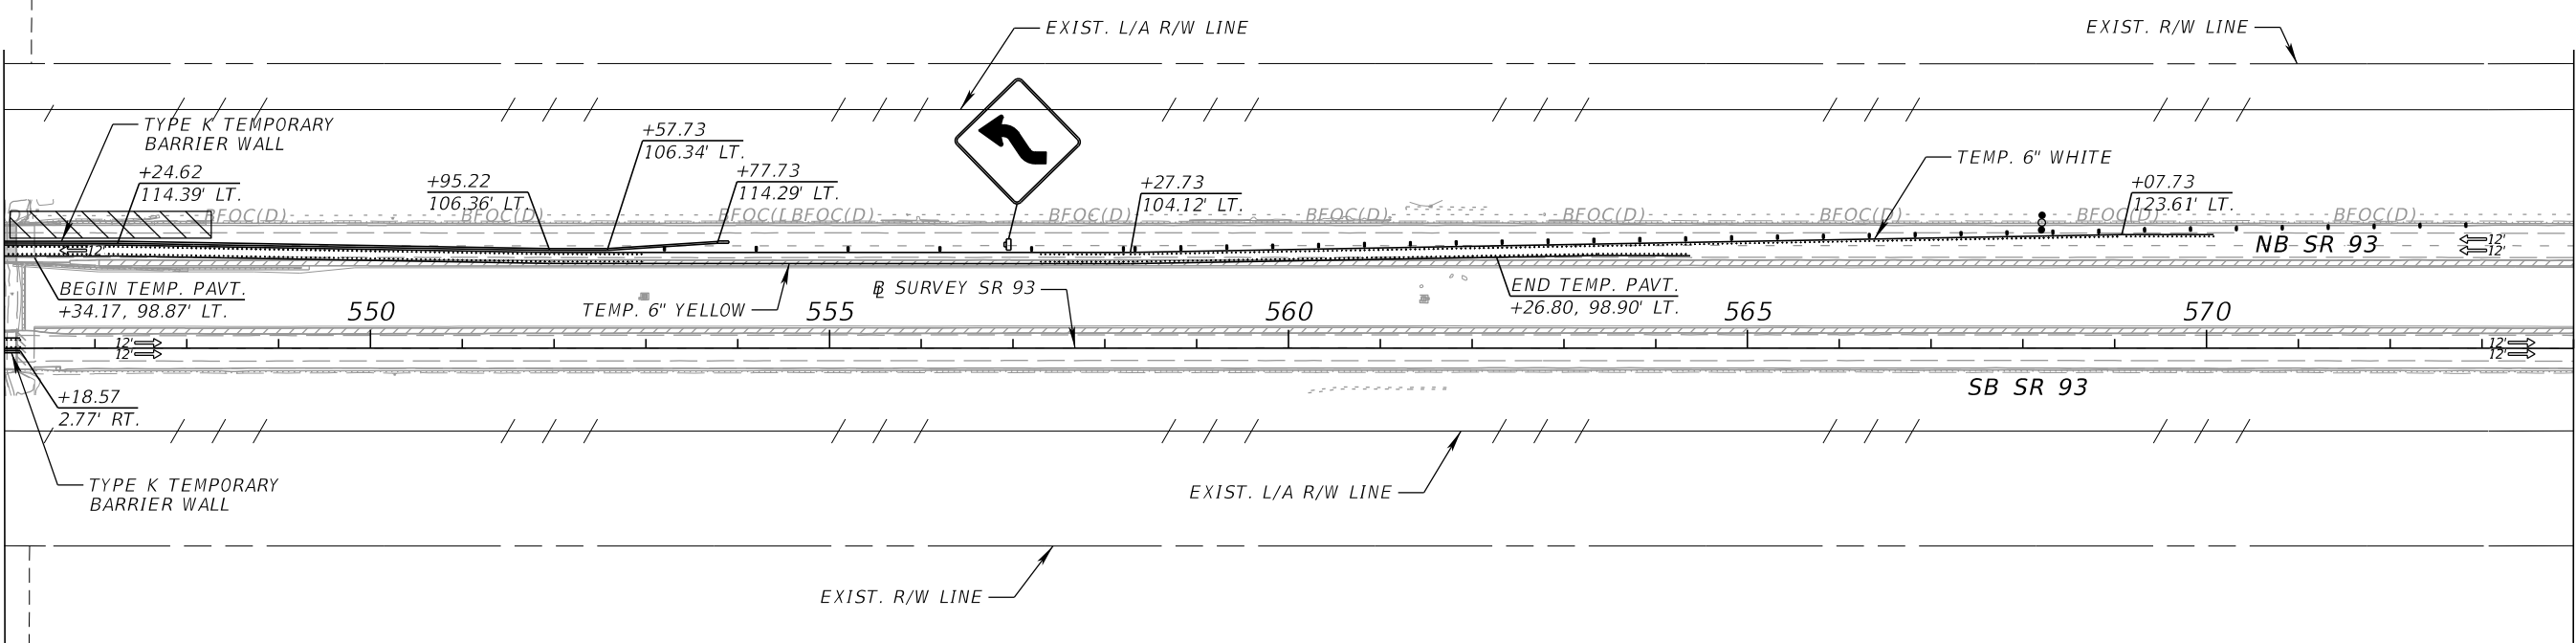 EXIST. L/A R/W LINE
EXIST. R/W LINE
TYPE K TEMPORARY
BARRIER WALL
+24.62
114.39' LT.
+95.22
106.36' LT.
+57.73
106.34' LT.
+77.73
114.29' LT.
+27.73
104.12' LT.
TEMP. 6" WHITE
+07.73
123.61' LT.
BFOC(D)
BFOC(D)
BFOC(D)
BFOC(D)
BFOC(D)
BFOC(D)
BFOC(D)
BFOC(D)
BFOC(D)
12'
NB SR 93
12'
12'
BEGIN TEMP. PAVT.
+34.17, 98.87' LT.
TEMP. 6" YELLOW
BL SURVEY SR 93
END TEMP. PAVT.
+26.80, 98.90' LT.
550
555
560
565
570
12'
12'
12'
12'
SB SR 93
+18.57
2.77' RT.
TYPE K TEMPORARY
BARRIER WALL
EXIST. L/A R/W LINE
EXIST. R/W LINE